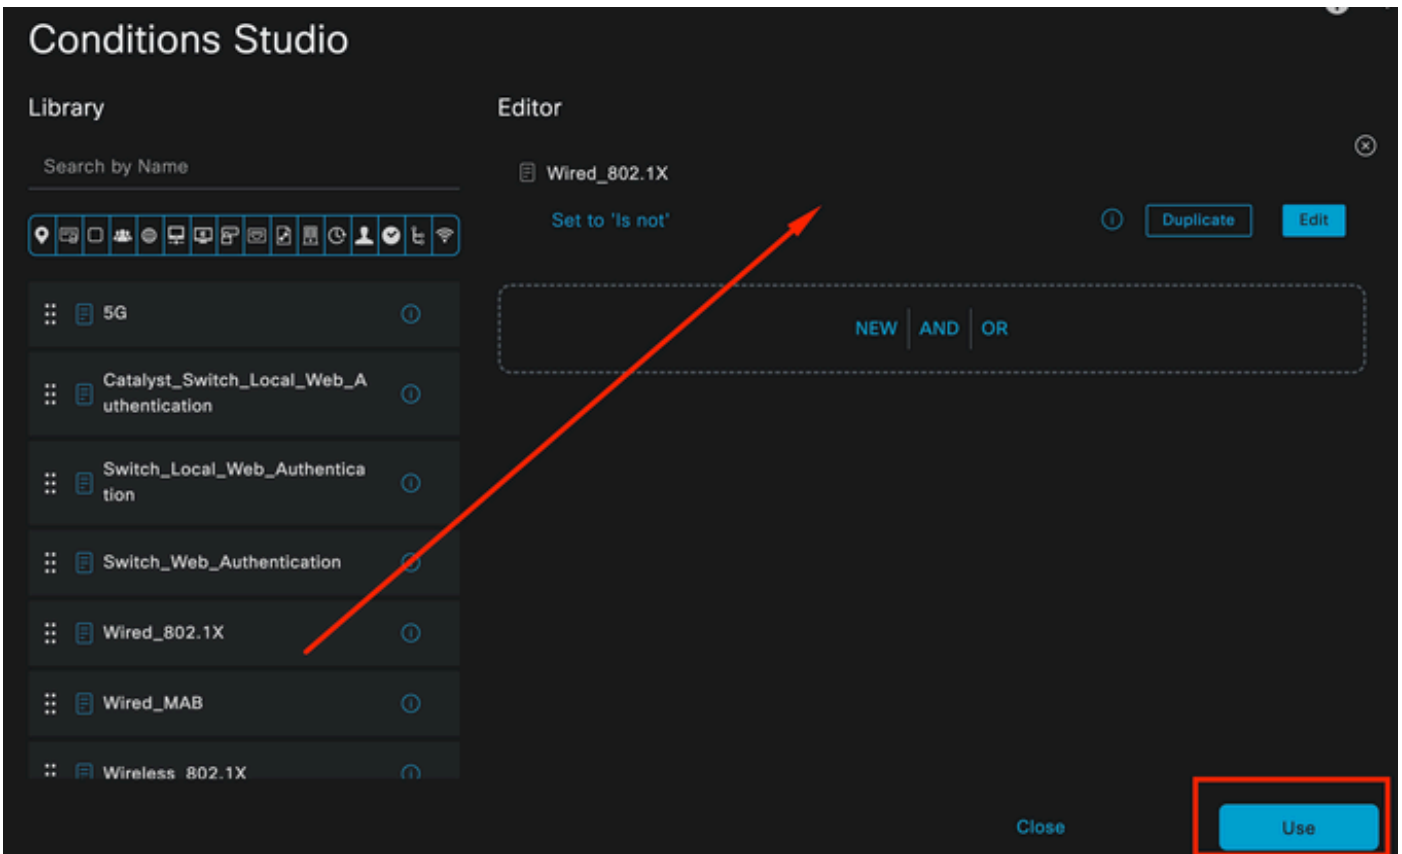 Conditions Studio
Library
Search by Name
5G
Catalyst_Switch_Local_Web_A
uthentication
Switch_Local_Web_Authentica
tion
Switch_Web_Authentication
Wired_802.1X
Wired_MAB
Wireless_802.1X
Editor
Wired_802.1X
Set to 'Is not'
Duplicate
Edit
NEW AND OR
Close
Use